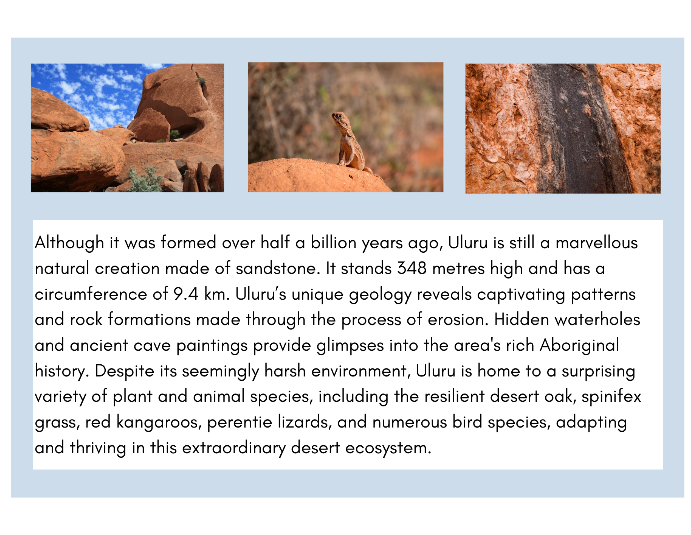 Although it was formed over half a billion years ago, Uluru is still a marvellous
natural creation made of sandstone. It stands 348 metres high and has a
circumference of 9.4 km. Uluru's unique geology reveals captivating patterns
and rock formations made through the process of erosion. Hidden waterholes
and ancient cave paintings provide glimpses into the area's rich Aboriginal
history. Despite its seemingly harsh environment, Uluru is home to a surprising
variety of plant and animal species, including the resilient desert oak, spinifex
grass, red kangaroos, perentie lizards, and numerous bird species, adapting
and thriving in this extraordinary desert ecosystem.